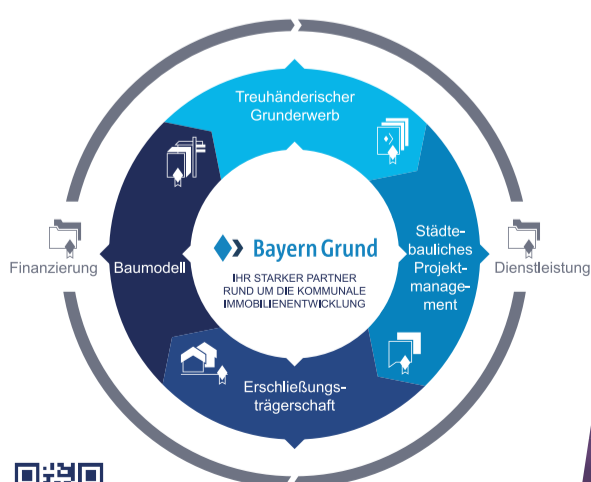 Treuhänderischer
Grunderwerb
Städte-
bauliches
Projekt-
manage-
ment
Dienstleistung
Finanzierung
Baumodell
Bayern Grund
IHR STARKER PARTNER
RUND UM DIE KOMMUNALE
IMMOBILIENENTWICKLUNG
Erschließungs-
trägerschaft